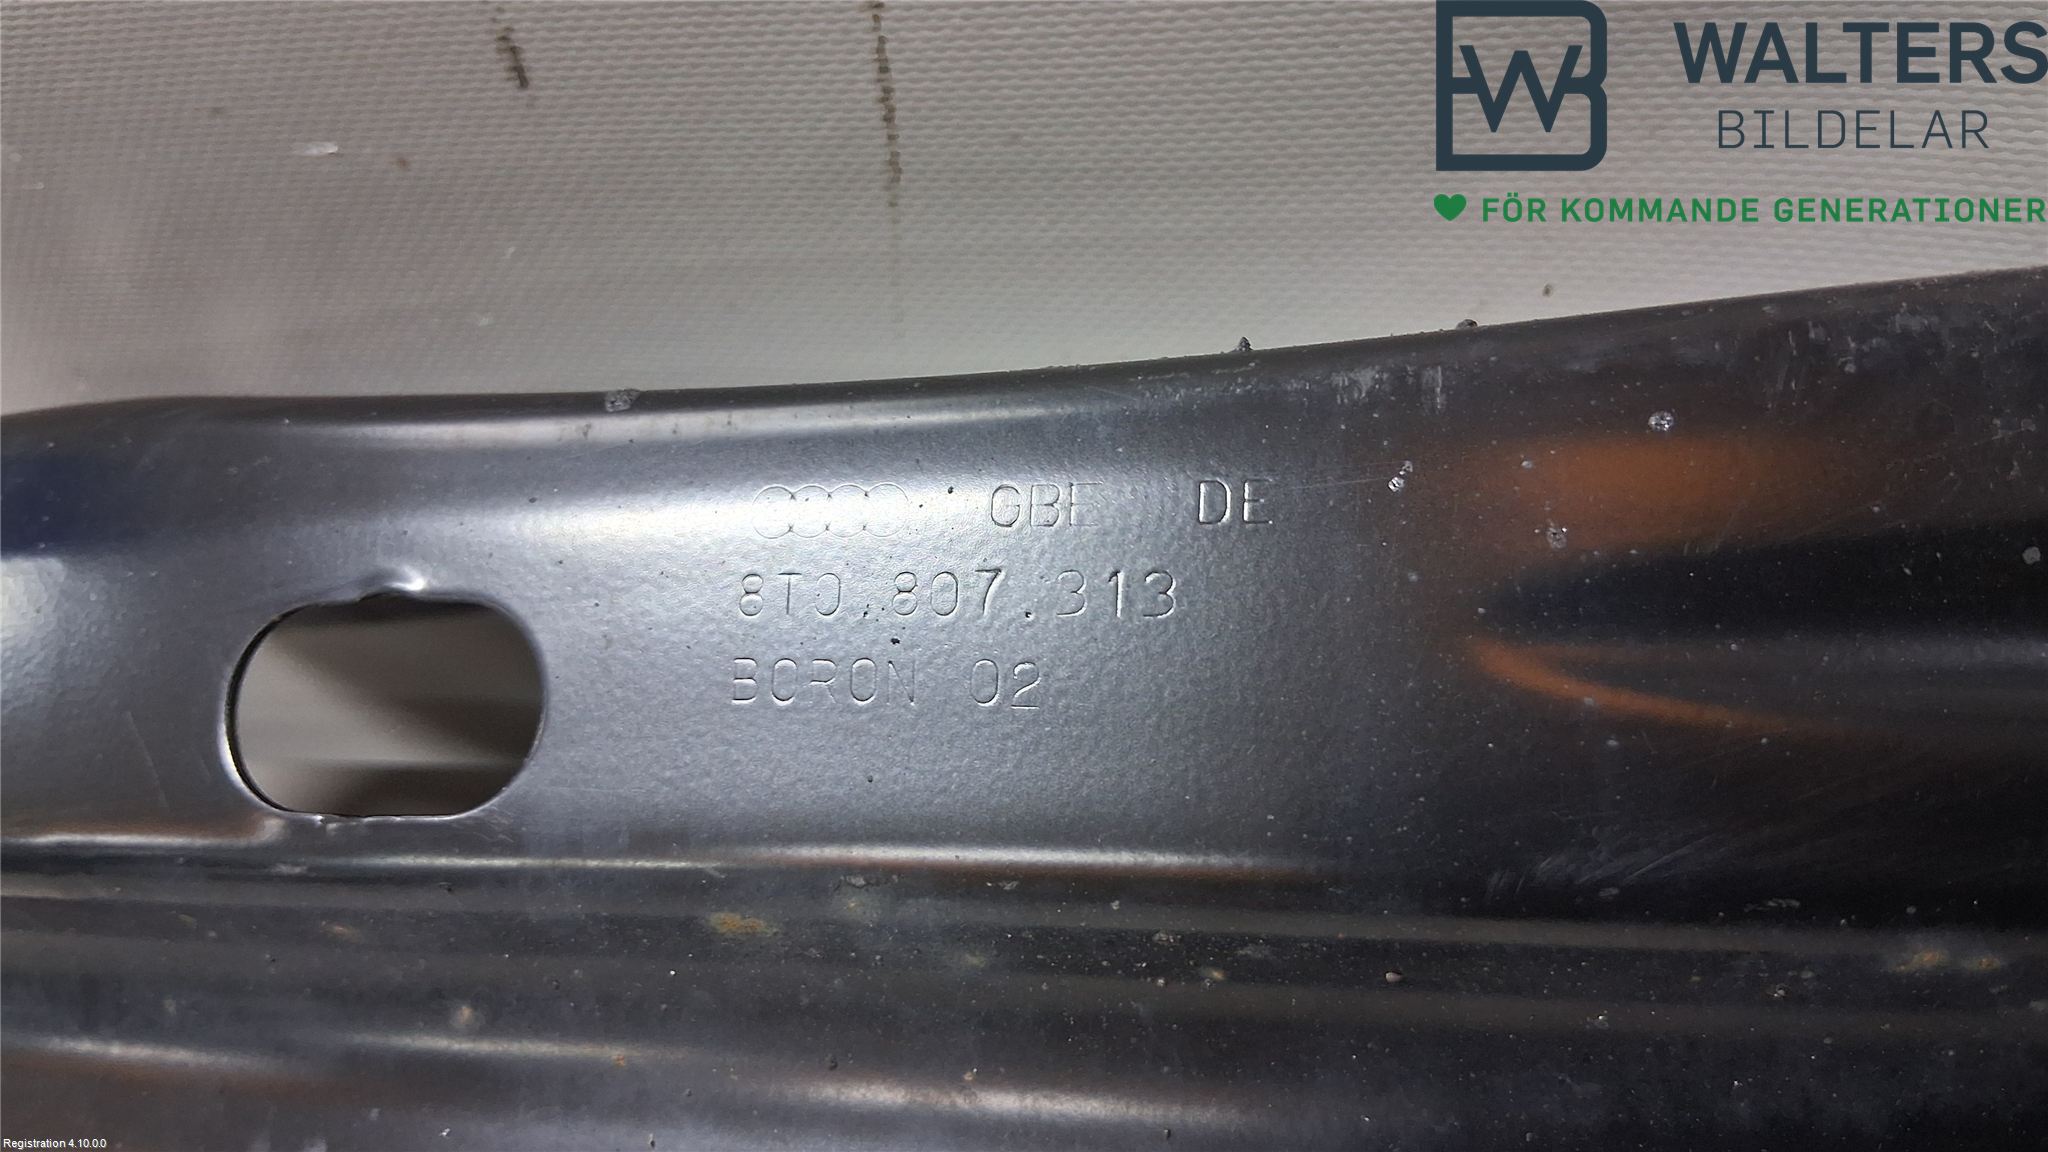 WALTERS
BILDELAR
FÖR KOMMANDE GENERATIONER
GBE DE
8T0.807.313
BORON 02
Registration 4.10.0.0